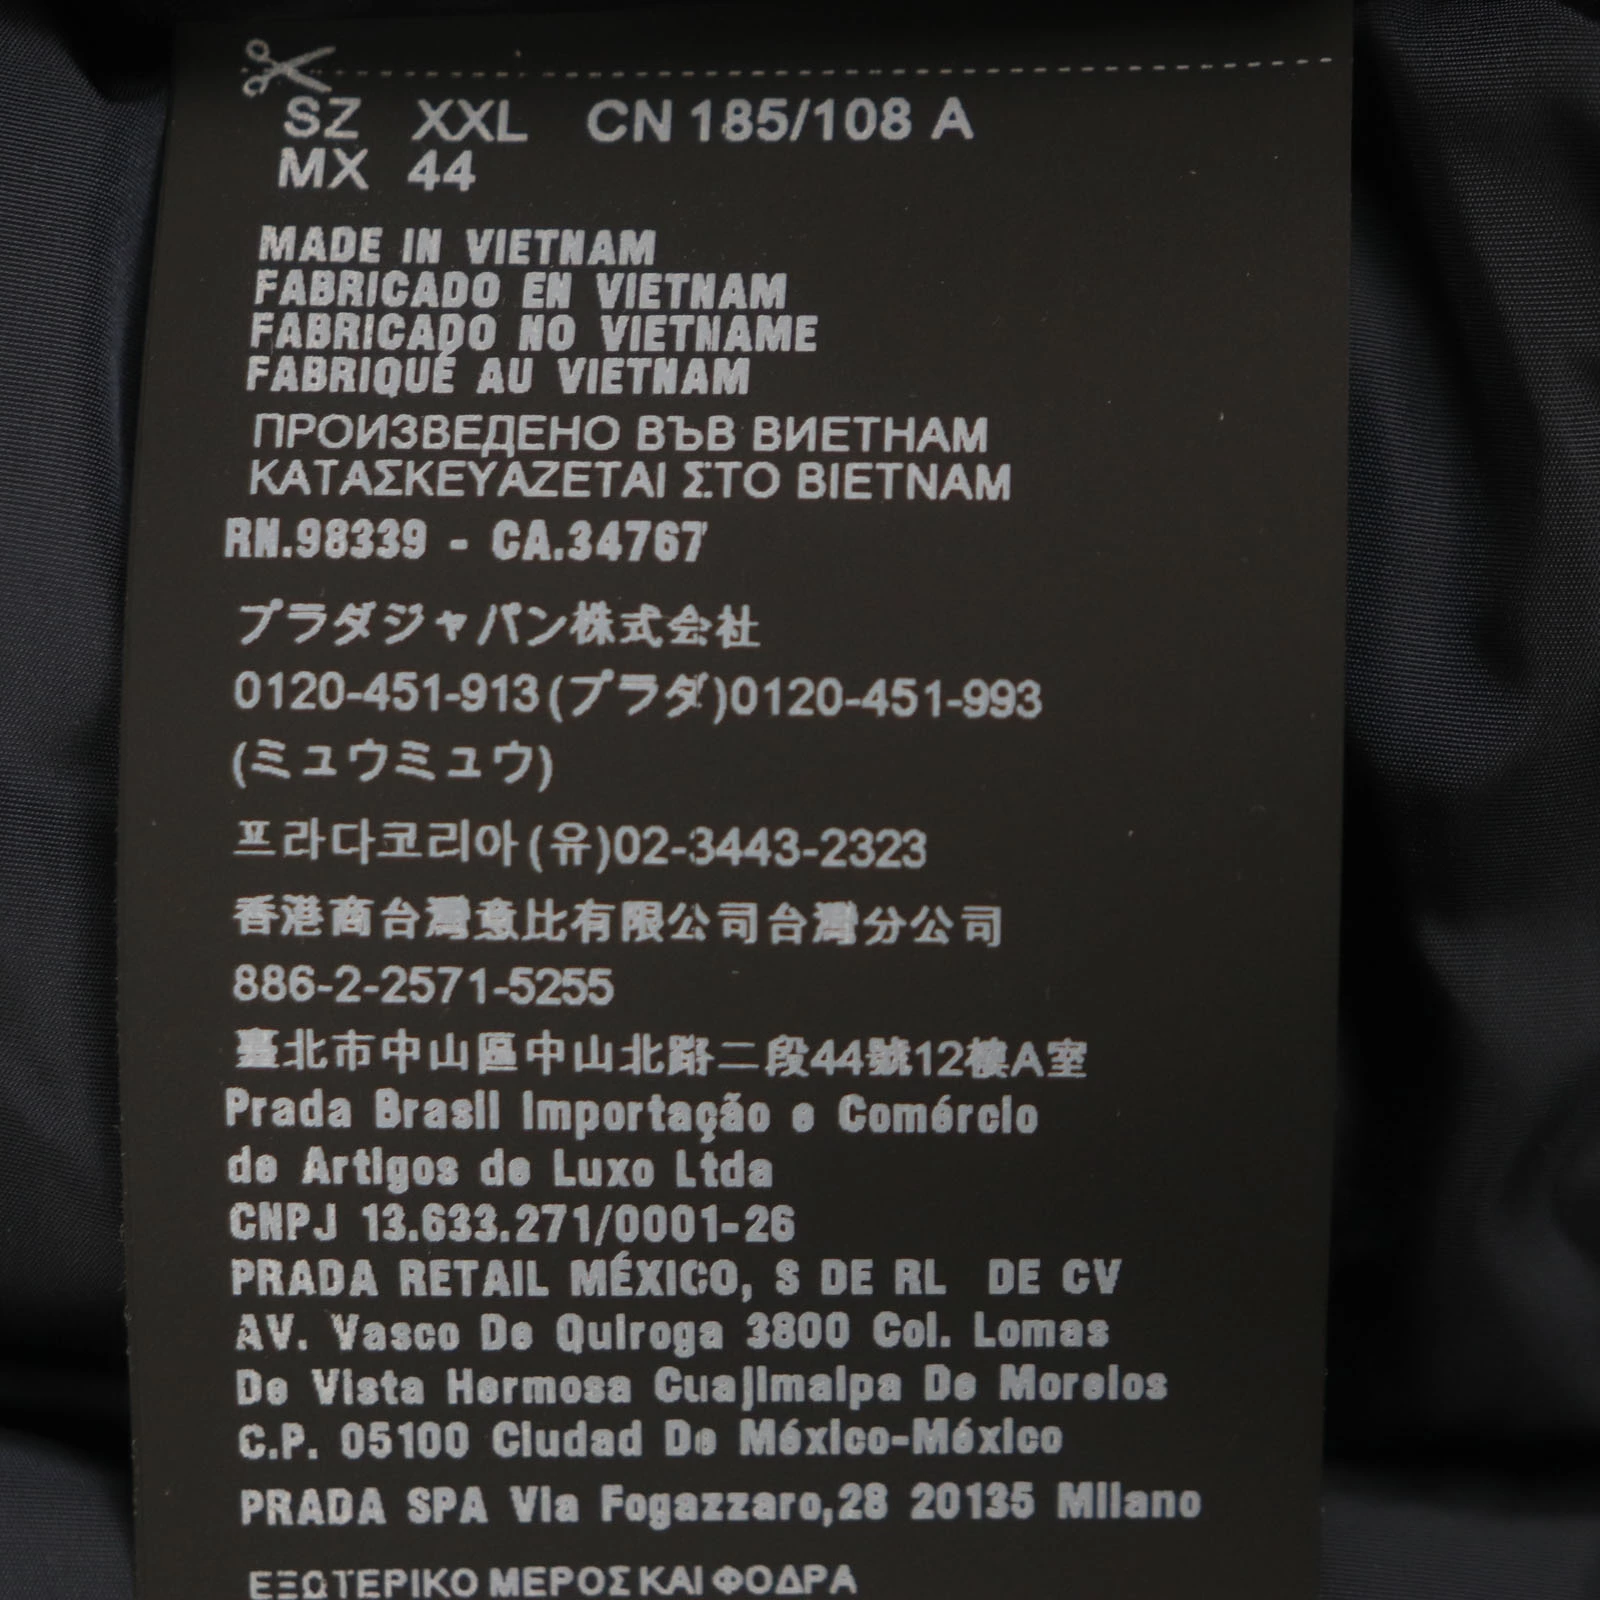 SZ XXL CN 185/108 A
MX 44
MADE IN VIETNAM
FABRICADO EN VIETNAM
FABRICADO NO VIETNAME
FABRIQUÉ AU VIETNAM
ПРОИЗВЕДЕНО ВЪВ ВИЕТНАМ
ΚΑΤΑΣΚΕΥΑΖΕΤΑΙ ΣΤΟ ΒΙΕΤΝΑΜ
RN.98339 - CA.34767
プラダジャパン株式会社
0120-451-913(プラダ)0120-451-993
(ミュウミュウ)
프라다코리아(유)02-3443-2323
香港商台灣意比有限公司台灣分公司
886-2-2571-5255
臺北市中山區中山北路二段44號12樓A室
Prada Brasil Importação e Comércio
de Artigos de Luxo Ltda
CNPJ 13.633.271/0001-26
PRADA RETAIL MÉXICO, S DE RL DE CV
AV. Vasco De Quiroga 3800 Col. Lomas
De Vista Hermosa Cuajimalpa De Morelos
C.P. 05100 Ciudad De México-México
PRADA SPA Via Fogazzaro,28 20135 Milano
ΕΞΩΤΕΡΙΚΟ ΜΕΡΟΣ ΚΑΙ ΦΟΔΡΑ